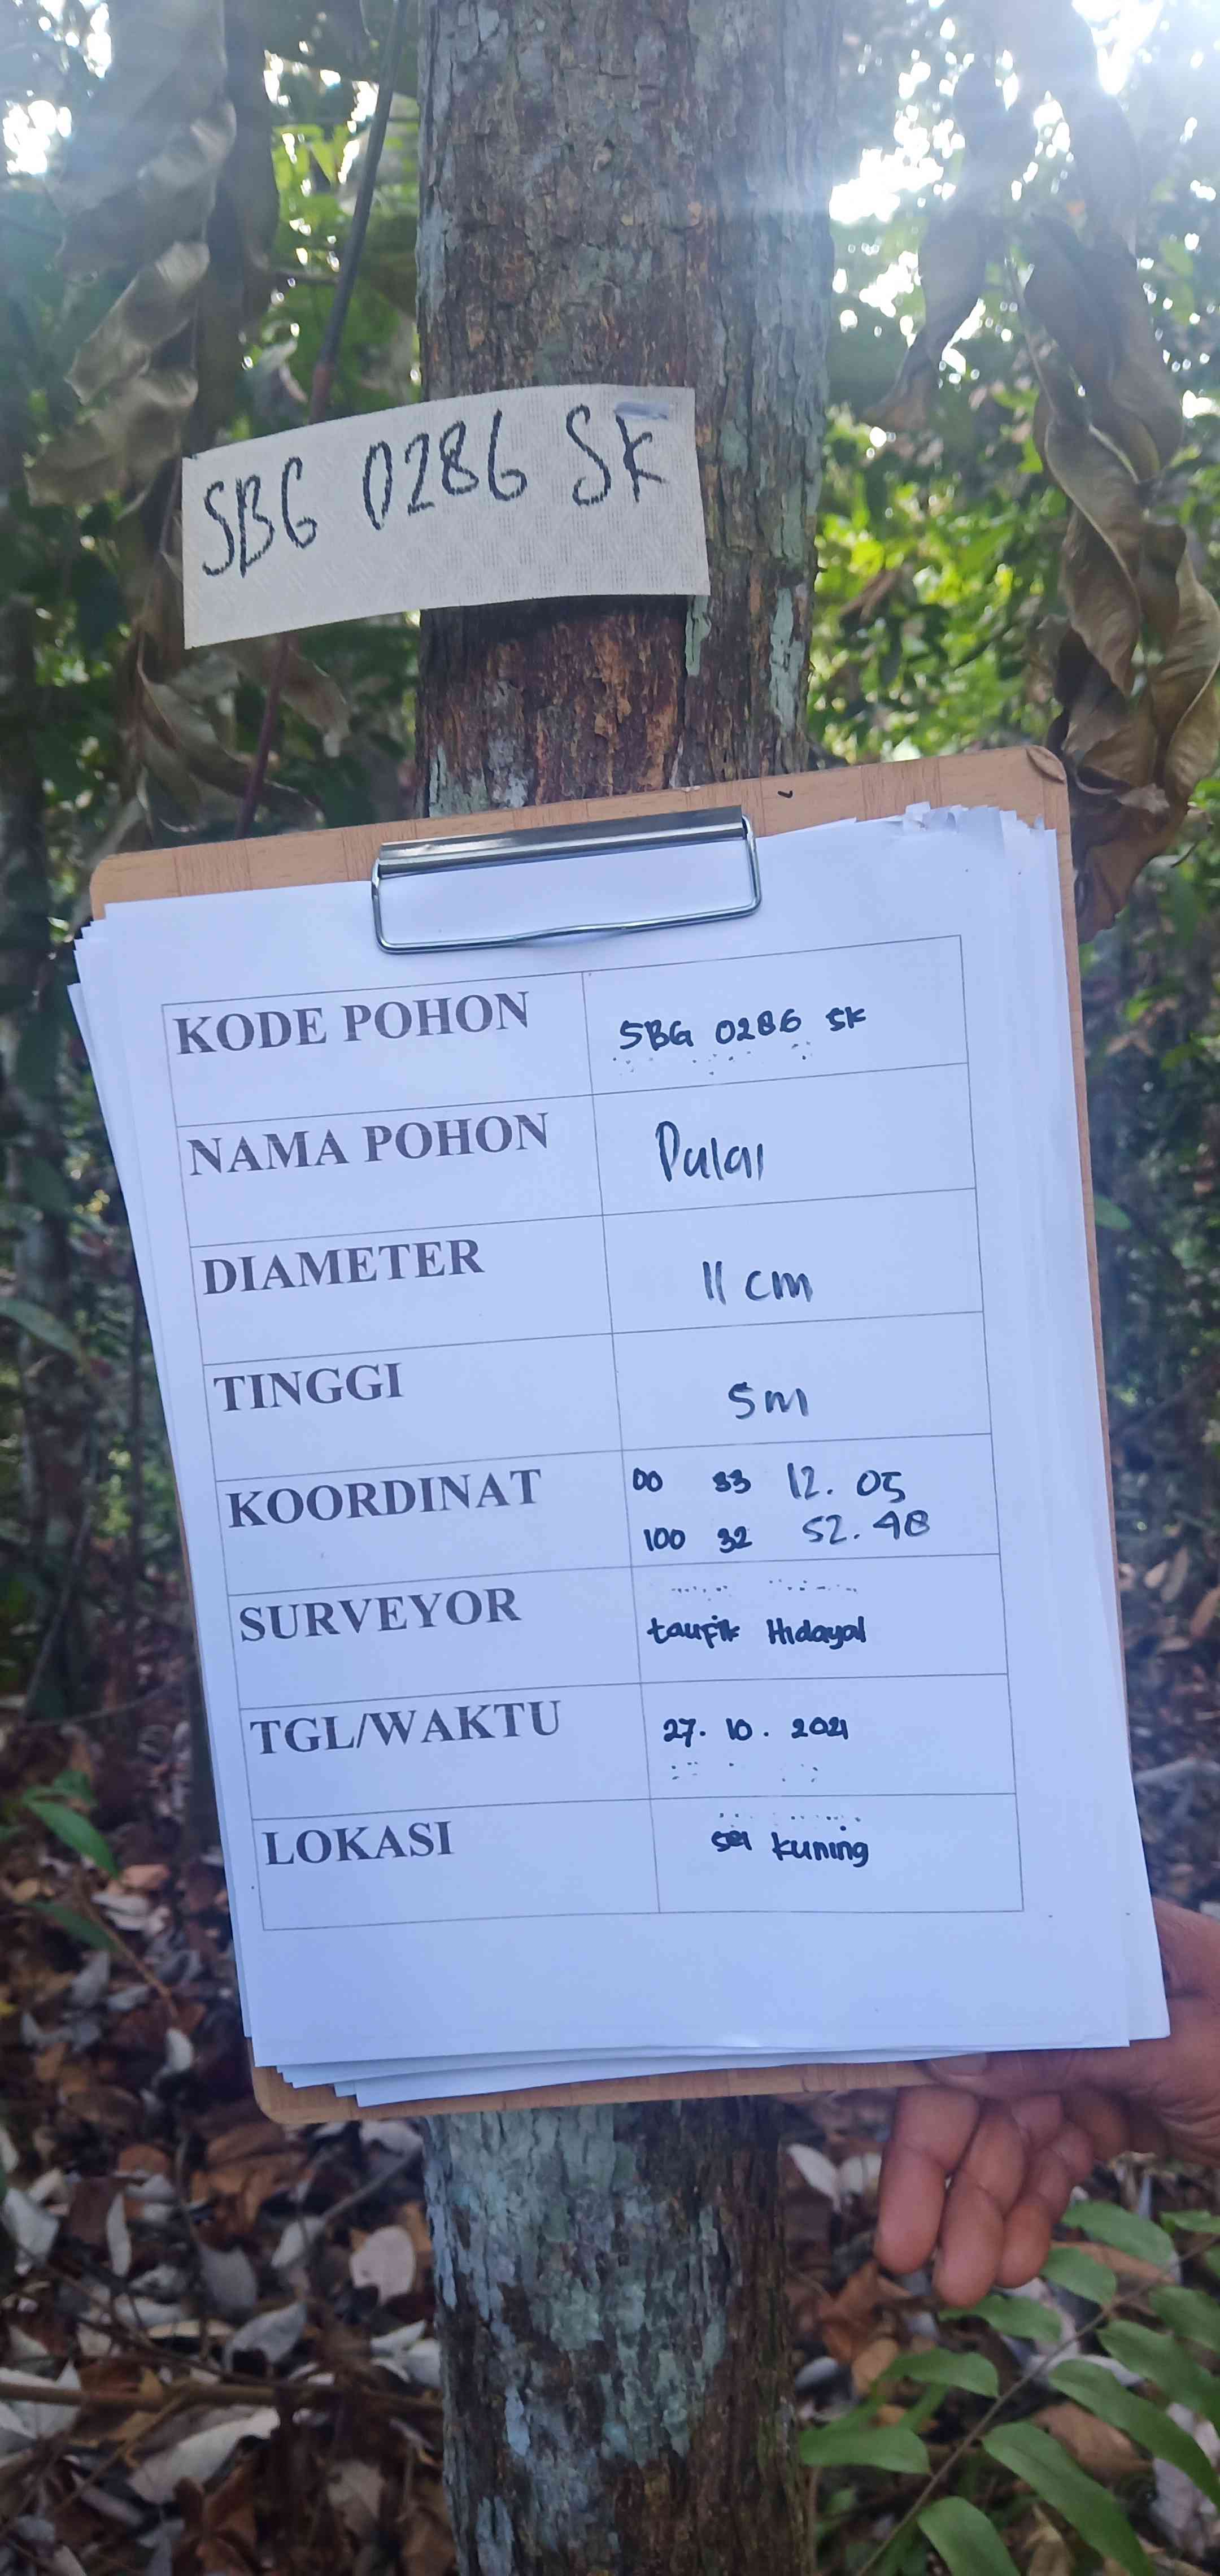 SBG 0286 SK
KODE POHON SBG 0286 SK
NAMA POHON Pulai
DIAMETER 11 cm
TINGGI 5 m
KOORDINAT 00 33 12. 05
100 32 52. 48
SURVEYOR taufik Hidayat
TGL/WAKTU 27. 10. 2021
LOKASI sei kuning